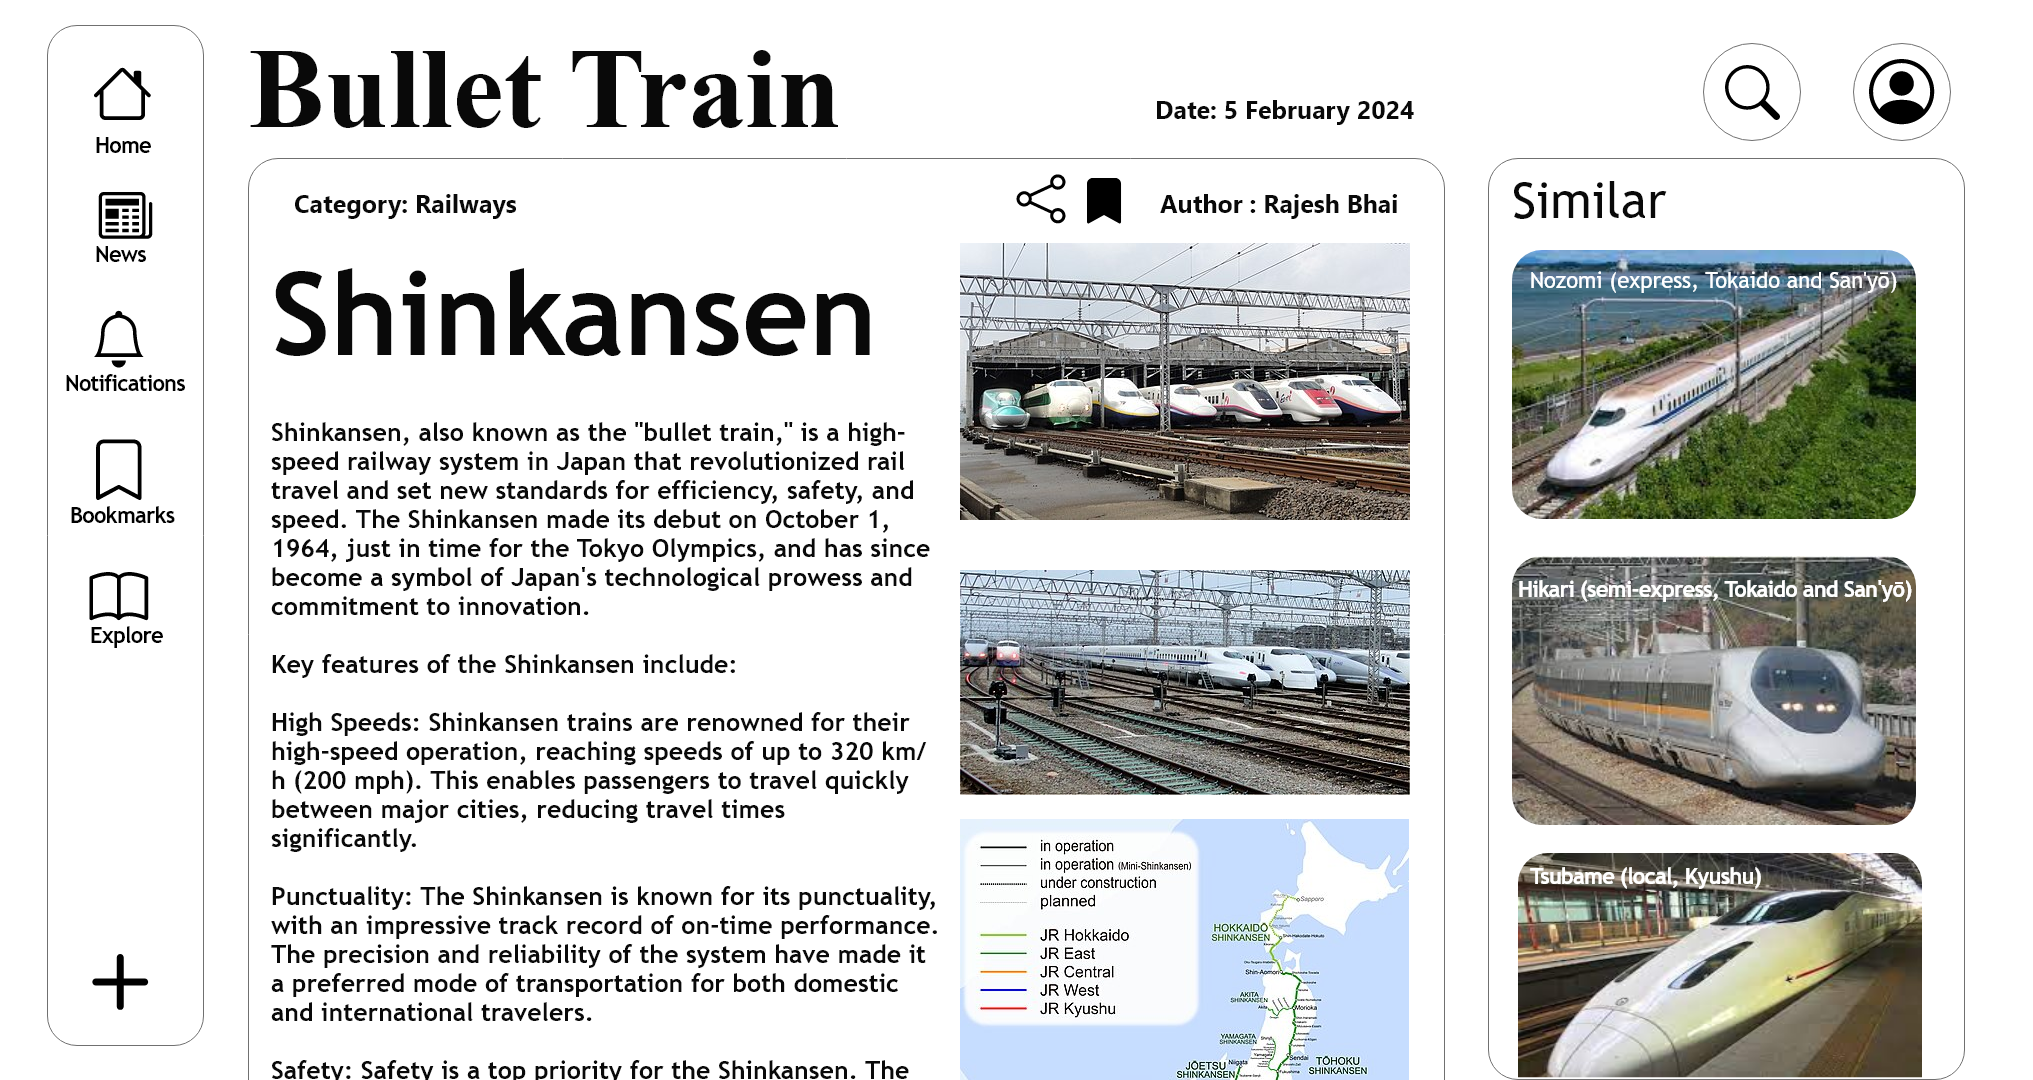 Bullet Train
Date: 5 February 2024
Home
News
Notifications
Bookmarks
Explore
Category: Railways
Author : Rajesh Bhai
Shinkansen
Shinkansen, also known as the "bullet train," is a high-
speed railway system in Japan that revolutionized rail
travel and set new standards for efficiency, safety, and
speed. The Shinkansen made its debut on October 1,
1964, just in time for the Tokyo Olympics, and has since
become a symbol of Japan's technological prowess and
commitment to innovation.
Key features of the Shinkansen include:
High Speeds: Shinkansen trains are renowned for their
high-speed operation, reaching speeds of up to 320 km/
h (200 mph). This enables passengers to travel quickly
between major cities, reducing travel times
significantly.
Punctuality: The Shinkansen is known for its punctuality,
with an impressive track record of on-time performance.
The precision and reliability of the system have made it
a preferred mode of transportation for both domestic
and international travelers.
Safety: Safety is a top priority for the Shinkansen. The
in operation
in operation (Mini-Shinkansen)
under construction
planned
JR Hokkaido
JR East
JR Central
JR West
JR Kyushu
Sapporo
HOKKAIDŌ
SHINKANSEN
Shin-Aomori
AKITA
SHINKANSEN
Akita
Morioka
YAMAGATA
SHINKANSEN
Shinjō
Yamagata
Sendai
JŌETSU
SHINKANSEN
Niigata
Fukushima
TŌHOKU
SHINKANSEN
Similar
Nozomi (express, Tokaido and San'yō)
Hikari (semi-express, Tokaido and San'yō)
Tsubame (local, Kyushu)